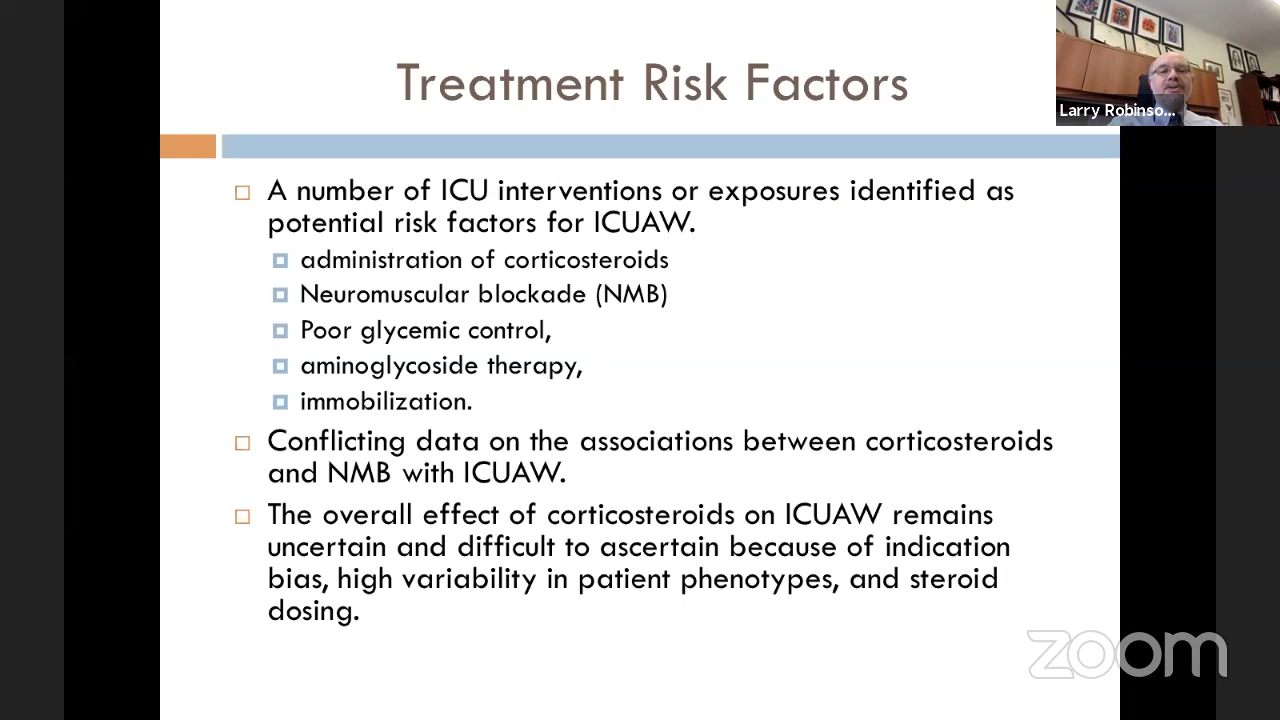 Treatment Risk Factors
Larry Robinso...
A number of ICU interventions or exposures identified as
potential risk factors for ICUAW.
administration of corticosteroids
Neuromuscular blockade (NMB)
Poor glycemic control,
aminoglycoside therapy,
immobilization.
Conflicting data on the associations between corticosteroids
and NMB with ICUAW.
The overall effect of corticosteroids on ICUAW remains
uncertain and difficult to ascertain because of indication
bias, high variability in patient phenotypes, and steroid
dosing.
zoom